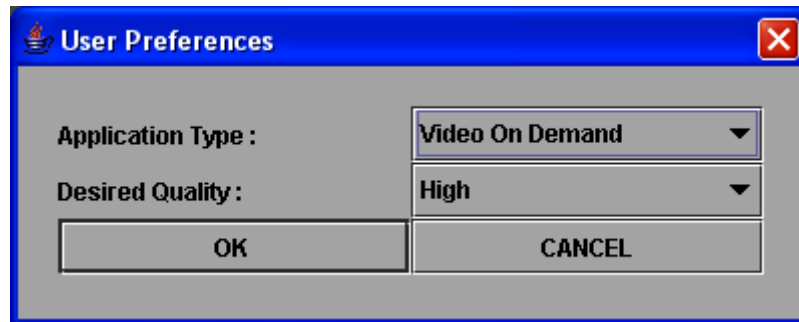 User Preferences
Application Type : Video On Demand
Desired Quality : High
OK CANCEL